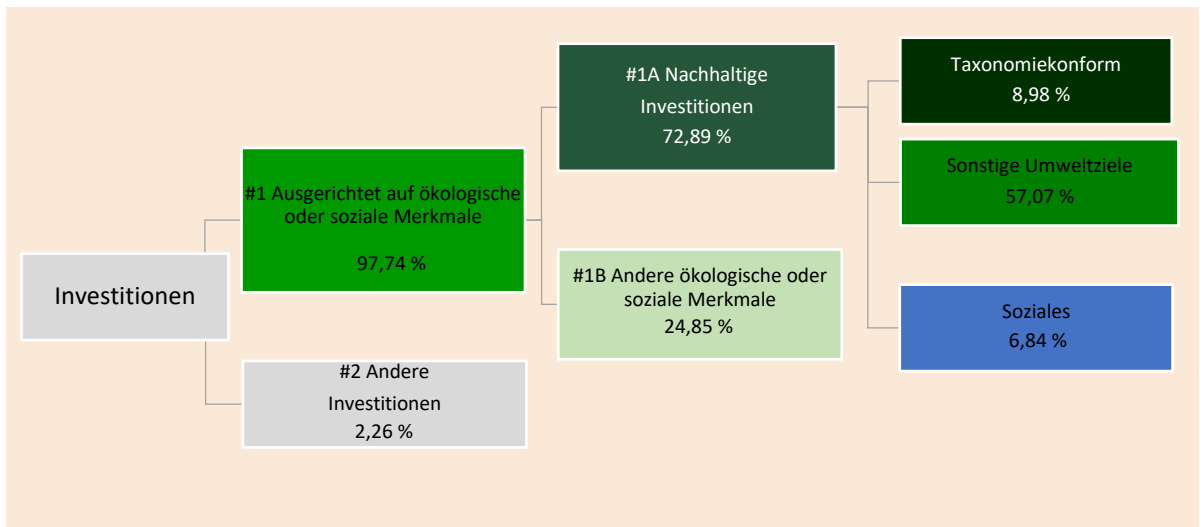 Investitionen
#1 Ausgerichtet auf ökologische
oder soziale Merkmale
97,74 %
#2 Andere
Investitionen
2,26 %
#1A Nachhaltige
Investitionen
72,89 %
#1B Andere ökologische oder
soziale Merkmale
24,85 %
Taxonomiekonform
8,98 %
Sonstige Umweltziele
57,07 %
Soziales
6,84 %